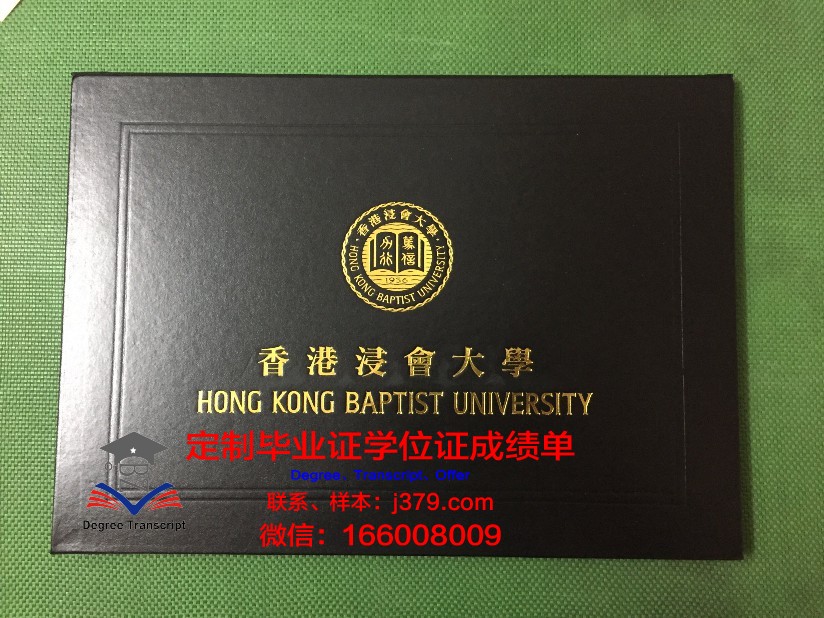 ·香港浸會大學·
HONG KONG BAPTIST UNIVERSITY
1956
香港浸會大學
HONG KONG BAPTIST UNIVERSITY
定制毕业证学位证成绩单
Degree、Transcript、Offer
联系、样本：j379.com
微信：166008009
Degree Transcript